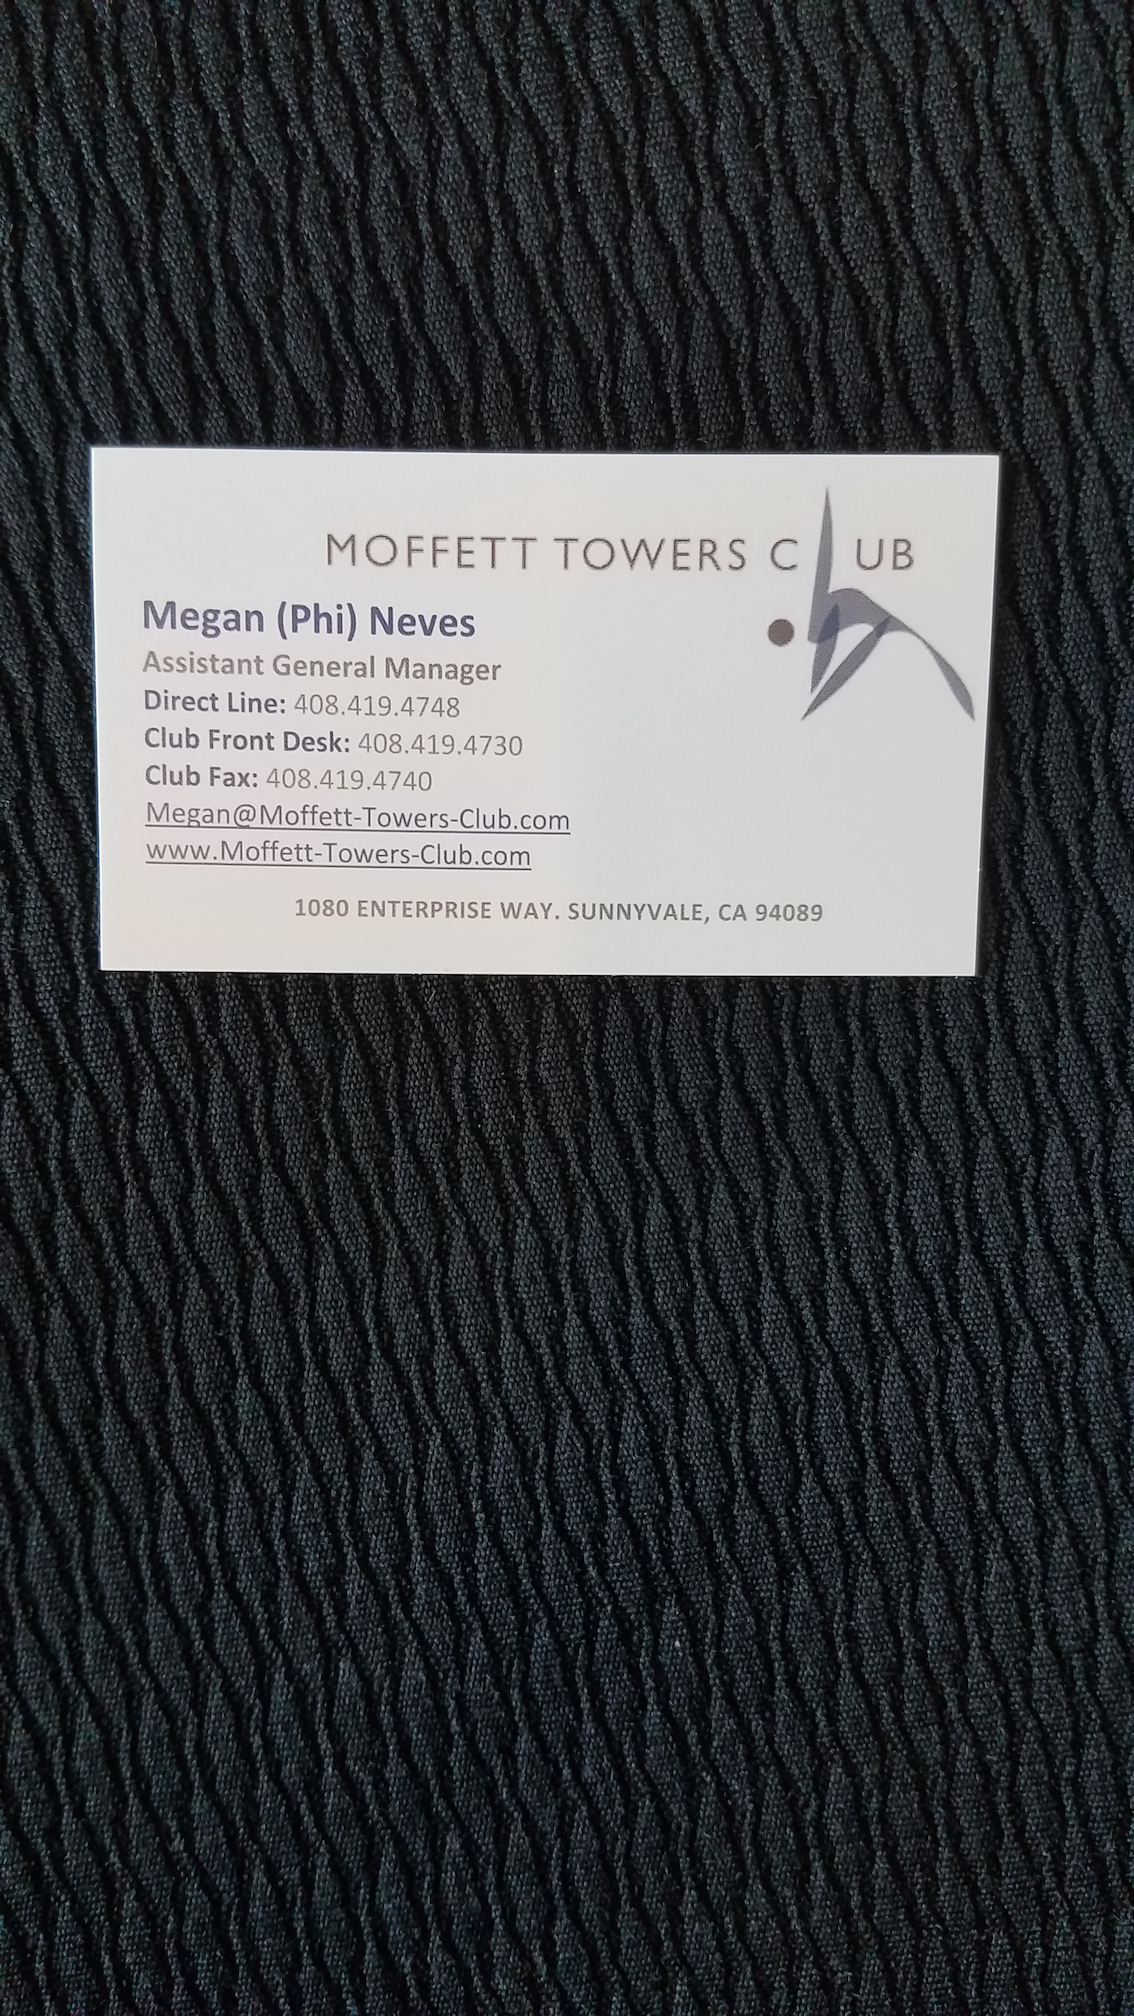 MOFFETT TOWERS CLUB
Megan (Phi) Neves
Assistant General Manager
Direct Line: 408.419.4748
Club Front Desk: 408.419.4730
Club Fax: 408.419.4740
Megan@Moffett-Towers-Club.com
www.Moffett-Towers-Club.com
1080 ENTERPRISE WAY. SUNNYVALE, CA 94089